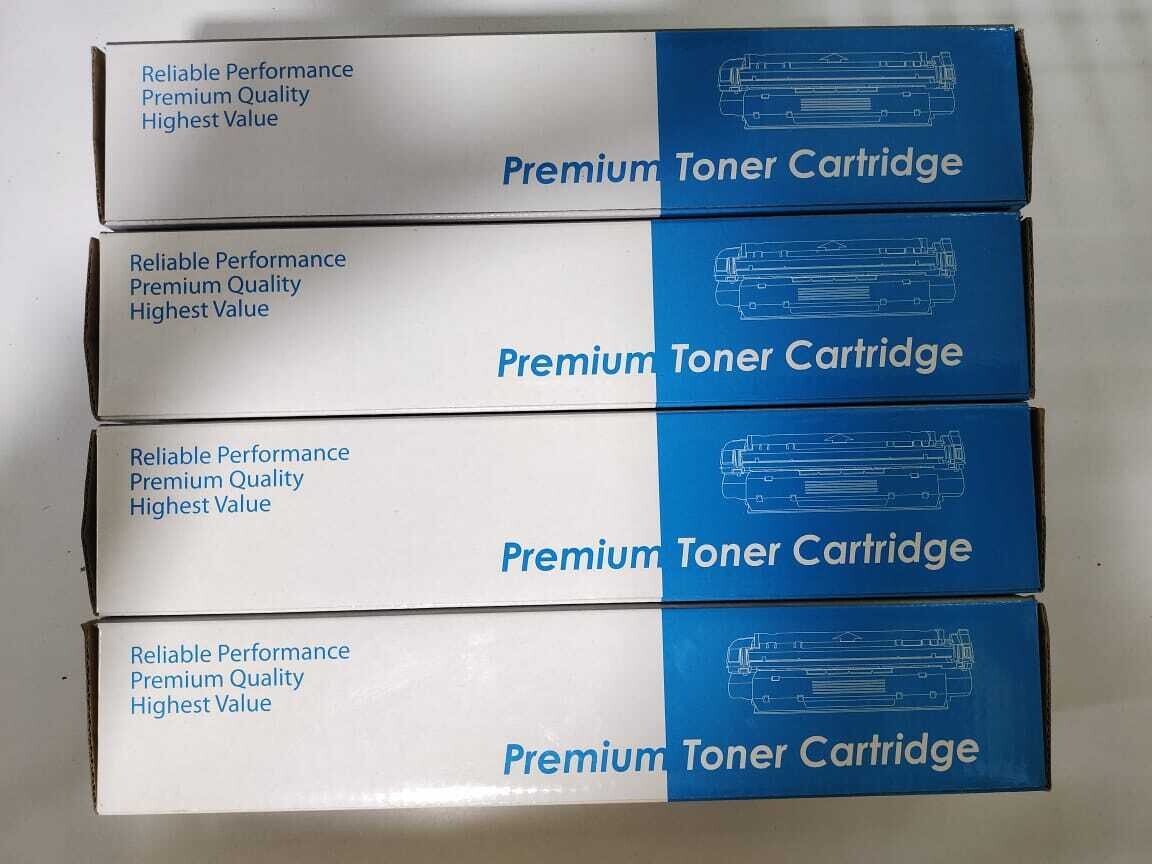 Reliable Performance
Premium Quality
Highest Value
Premium Toner Cartridge
Reliable Performance
Premium Quality
Highest Value
Premium Toner Cartridge
Reliable Performance
Premium Quality
Highest Value
Premium Toner Cartridge
Reliable Performance
Premium Quality
Highest Value
Premium Toner Cartridge